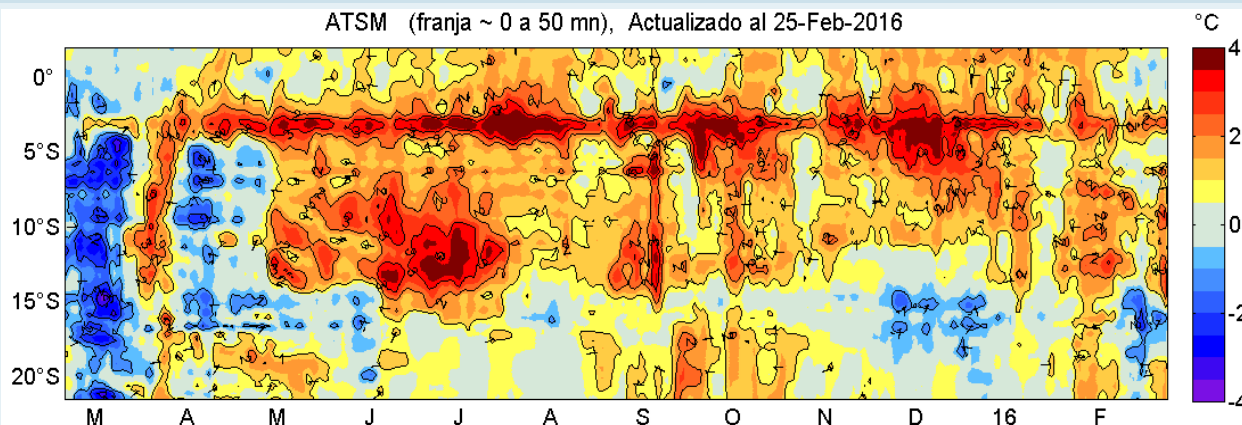 ATSM (franja ~ 0 a 50 mn), Actualizado al 25-Feb-2016
°C
0°
5°S
10°S
15°S
20°S
4
2
0
-2
-4
M A M J J A S O N D 16 F